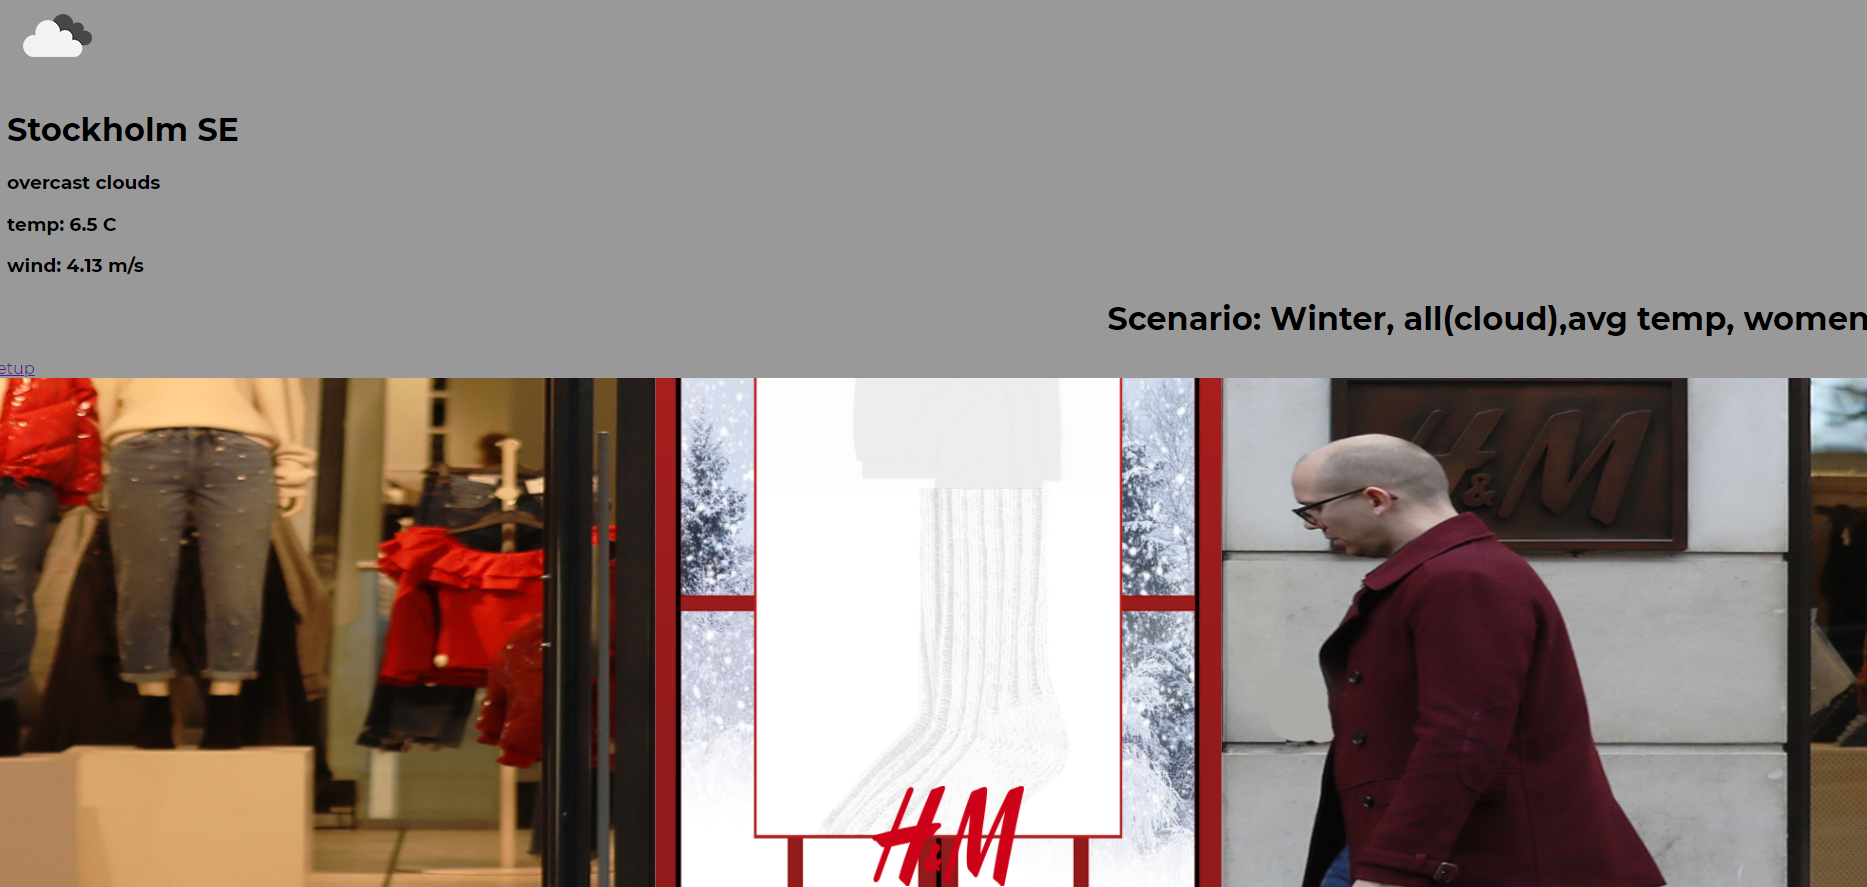 Stockholm SE
overcast clouds
temp: 6.5 C
wind: 4.13 m/s
Scenario: Winter, all(cloud),avg temp, women
etup
H&M
H&M